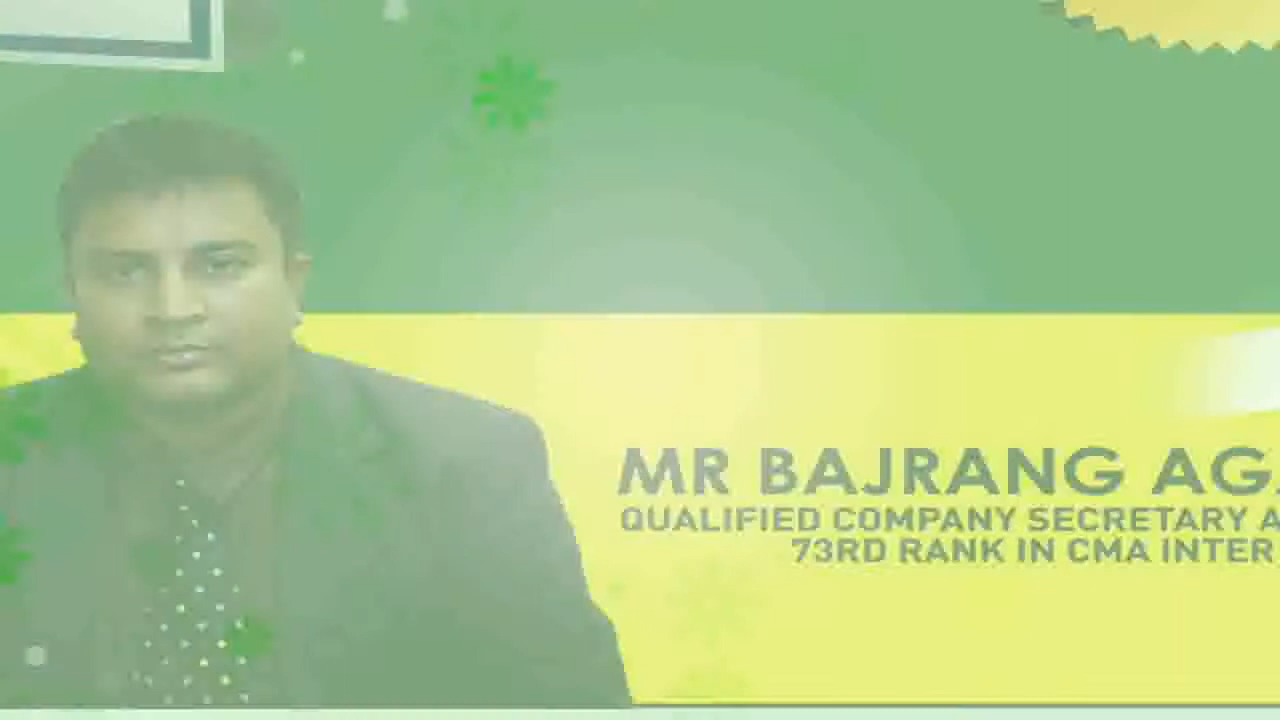 MR BAJRANG AG
QUALIFIED COMPANY SECRETARY A
73RD RANK IN CMA INTER